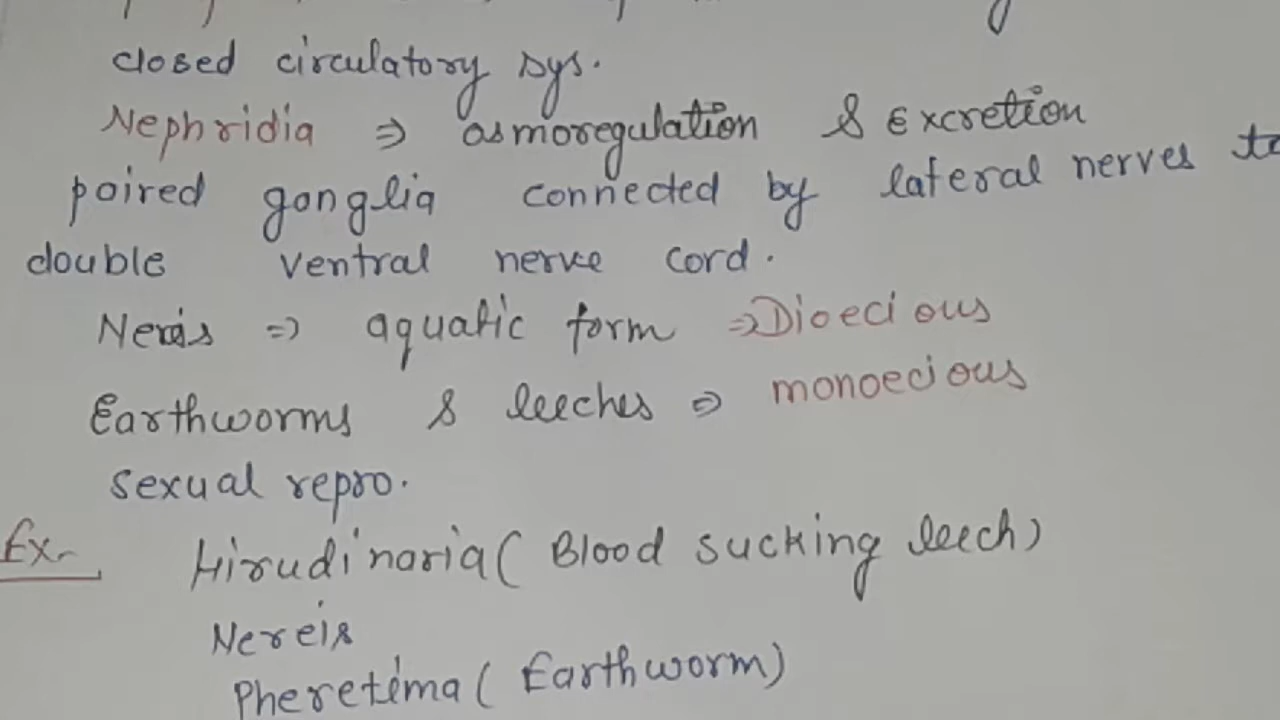 closed circulatory sys.
Nephridia ⇒ osmoregulation & Excretion
paired ganglia connected by lateral nerves to
double ventral nerve cord.
Nereis ⇒ aquatic form ⇒ Dioecious
Earthworms & leeches ⇒ monoecious
sexual repro.
Ex- Hirudinaria ( Blood sucking leech)
Nereis
Pheretima ( Earthworm)